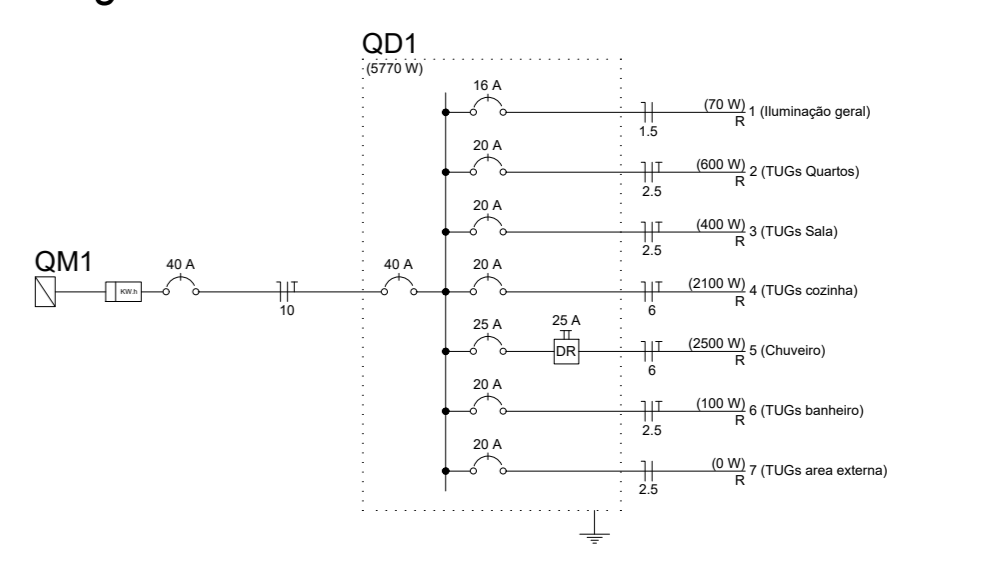 QD1
(5770 W)
16 A
(70 W) 1 (Iluminação geral)
1.5 R
20 A
(600 W) 2 (TUGs Quartos)
2.5 R
20 A
(400 W) 3 (TUGs Sala)
2.5 R
QM1
KW.h
40 A
T
10
40 A
20 A
(2100 W) 4 (TUGs cozinha)
6 R
25 A
25 A
DR
(2500 W) 5 (Chuveiro)
6 R
20 A
(100 W) 6 (TUGs banheiro)
2.5 R
20 A
(0 W) 7 (TUGs area externa)
2.5 R